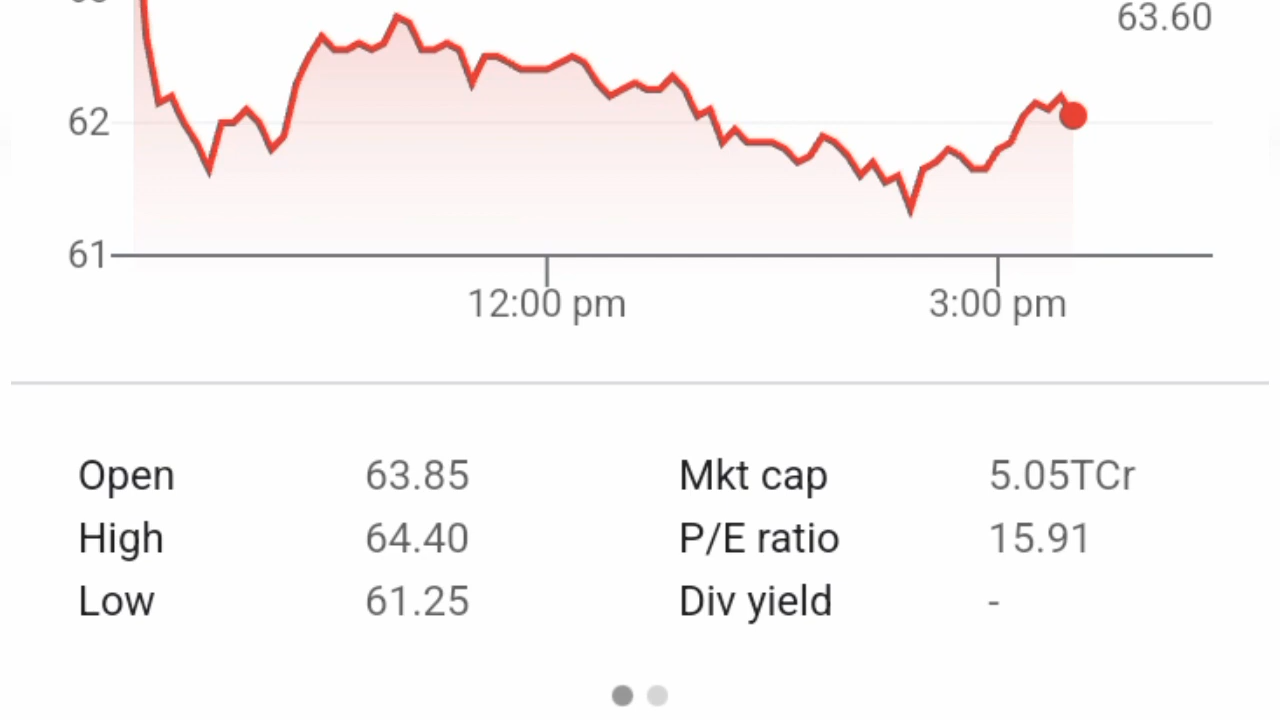 63.60
62
61
12:00 pm 3:00 pm
Open 63.85 Mkt cap 5.05TCr
High 64.40 P/E ratio 15.91
Low 61.25 Div yield -